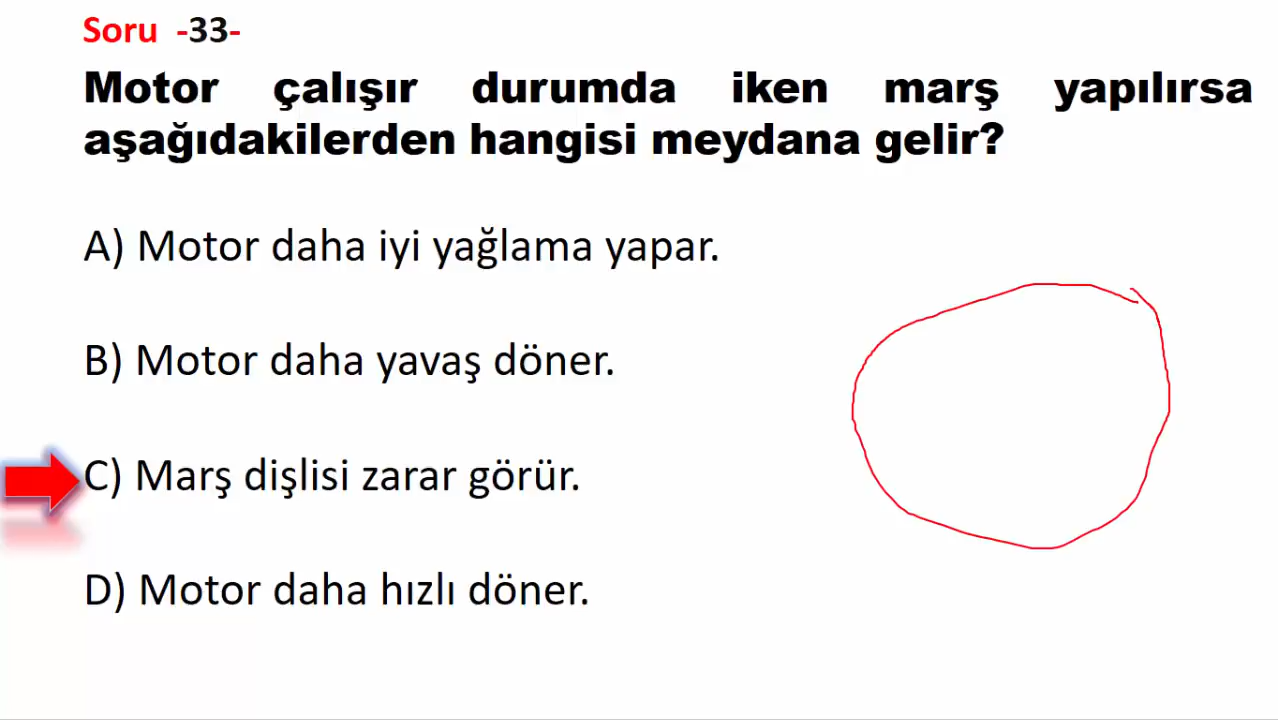 Soru -33-
Motor çalışır durumda iken marş yapılırsa
aşağıdakilerden hangisi meydana gelir?
A) Motor daha iyi yağlama yapar.
B) Motor daha yavaş döner.
C) Marş dişlisi zarar görür.
D) Motor daha hızlı döner.